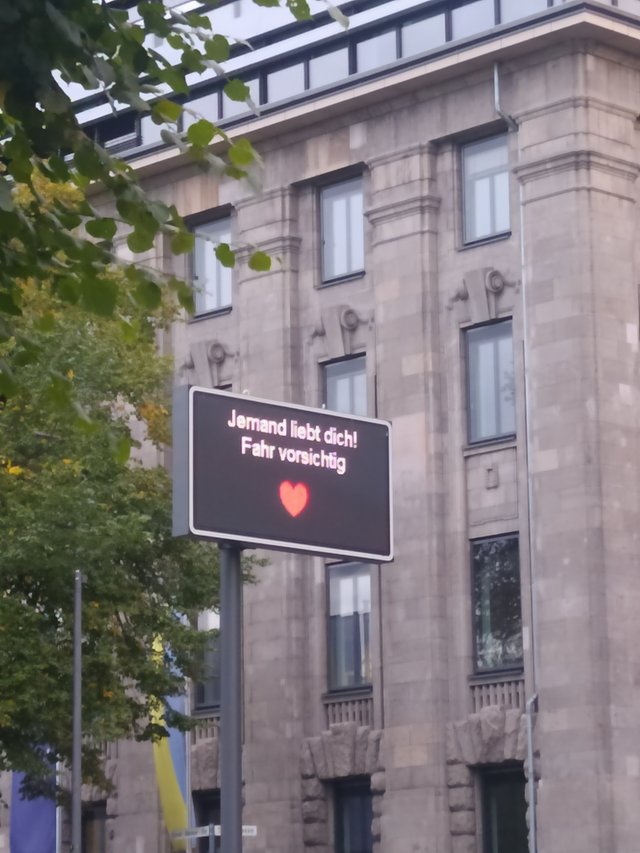 Jemand liebt dich!
Fahr vorsichtig